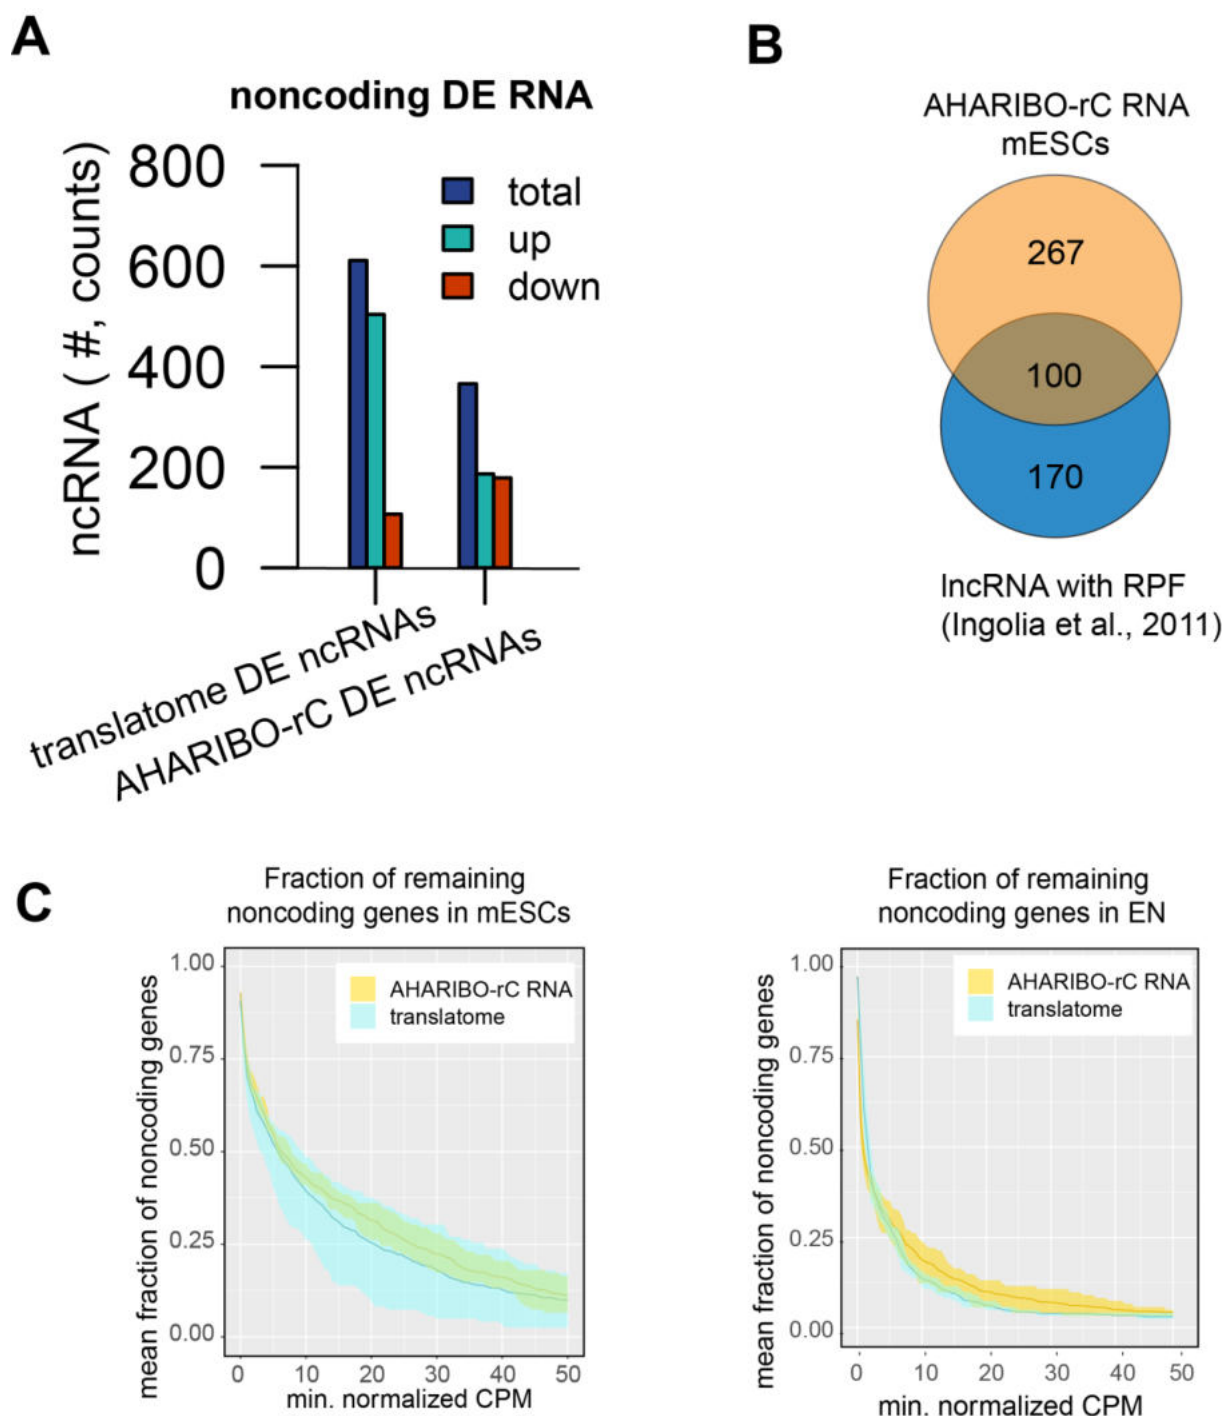 A
noncoding DE RNA
ncRNA ( #, counts)
800
600
400
200
0
total
up
down
translatome DE ncRNAs
AHARIBO-rC DE ncRNAs
B
AHARIBO-rC RNA
mESCs
267
100
170
lncRNA with RPF
(Ingolia et al., 2011)
C
Fraction of remaining
noncoding genes in mESCs
mean fraction of noncoding genes
1.00
0.75
0.50
0.25
0.00
AHARIBO-rC RNA
translatome
0 10 20 30 40 50
min. normalized CPM
Fraction of remaining
noncoding genes in EN
mean fraction of noncoding genes
1.00
0.75
0.50
0.25
0.00
AHARIBO-rC RNA
translatome
0 10 20 30 40 50
min. normalized CPM